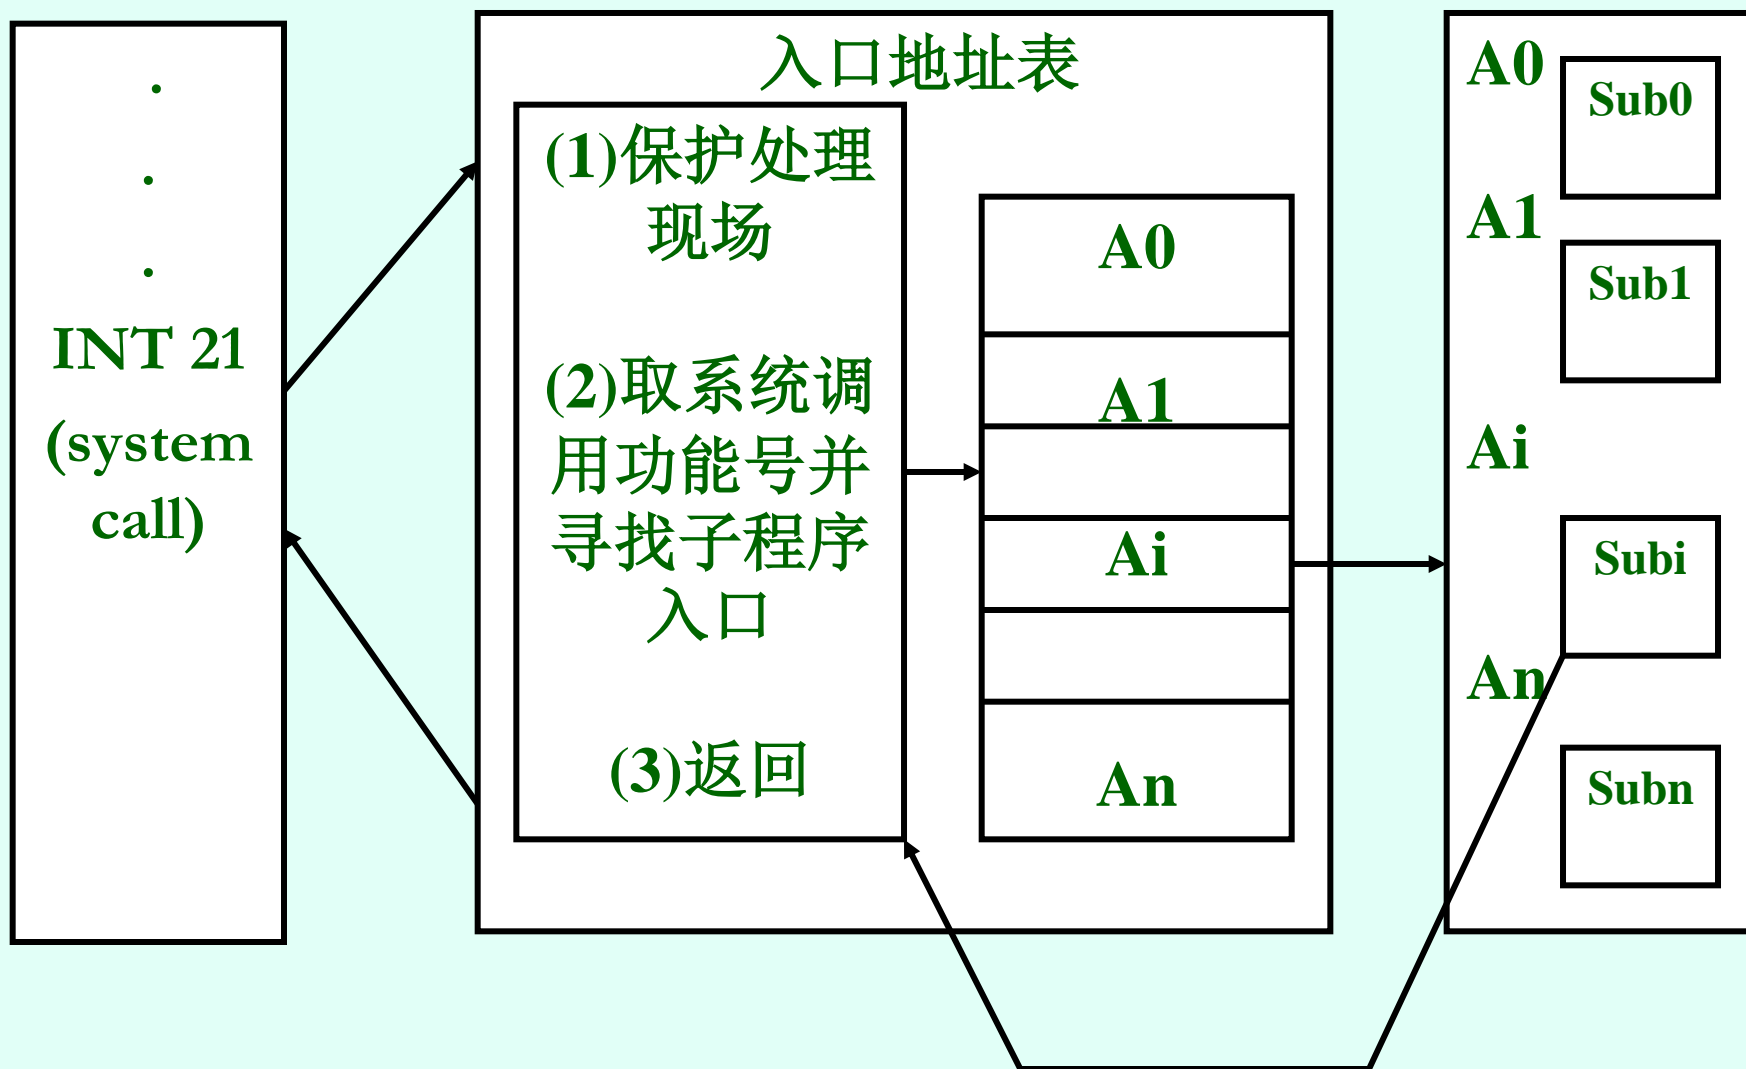 .
.
.
INT 21
(system
call)
入口地址表
(1)保护处理
现场
(2)取系统调
用功能号并
寻找子程序
入口
(3)返回
A0
A1
Ai
An
A0
Sub0
A1
Sub1
Ai
Subi
An
Subn